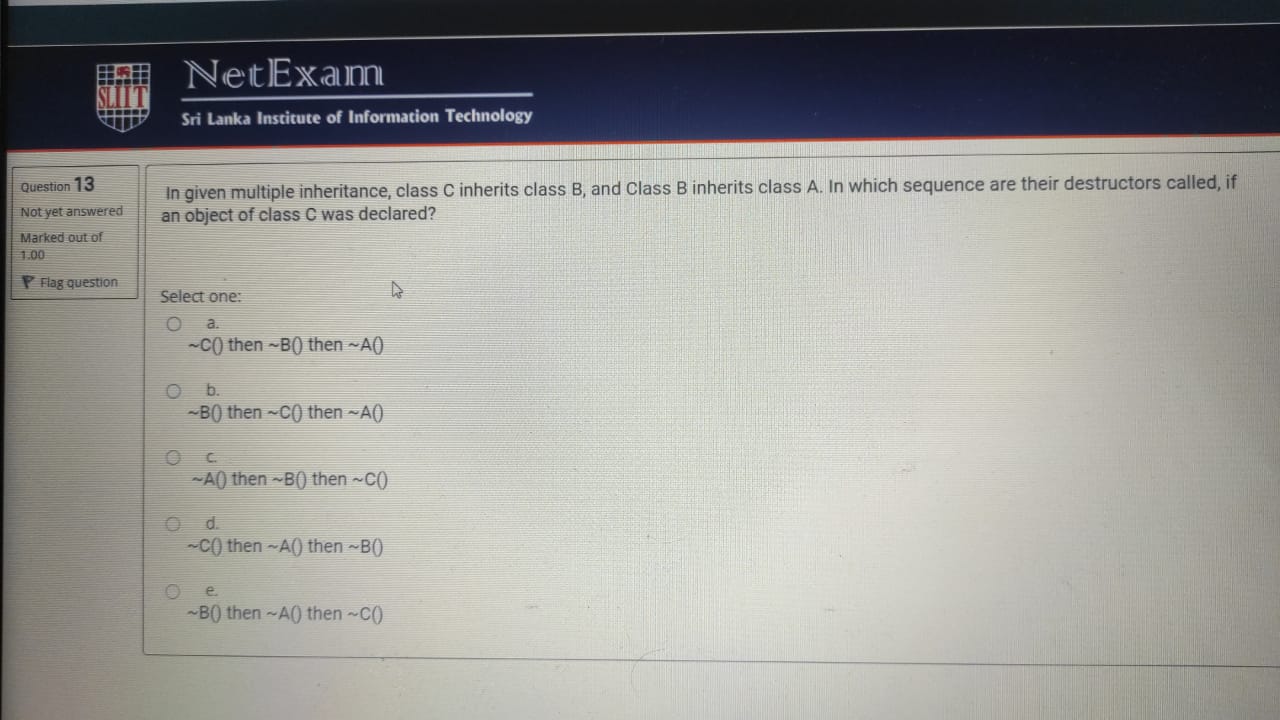 SLIIT
NetExam
Sri Lanka Institute of Information Technology
Question 13
Not yet answered
Marked out of
1.00
Flag question
In given multiple inheritance, class C inherits class B, and Class B inherits class A. In which sequence are their destructors called, if
an object of class C was declared?
Select one:
a.
~C() then ~B() then ~A()
b.
~B() then ~C() then ~A()
c.
~A() then ~B() then ~C()
d.
~C() then ~A() then ~B()
e.
~B() then ~A() then ~C()